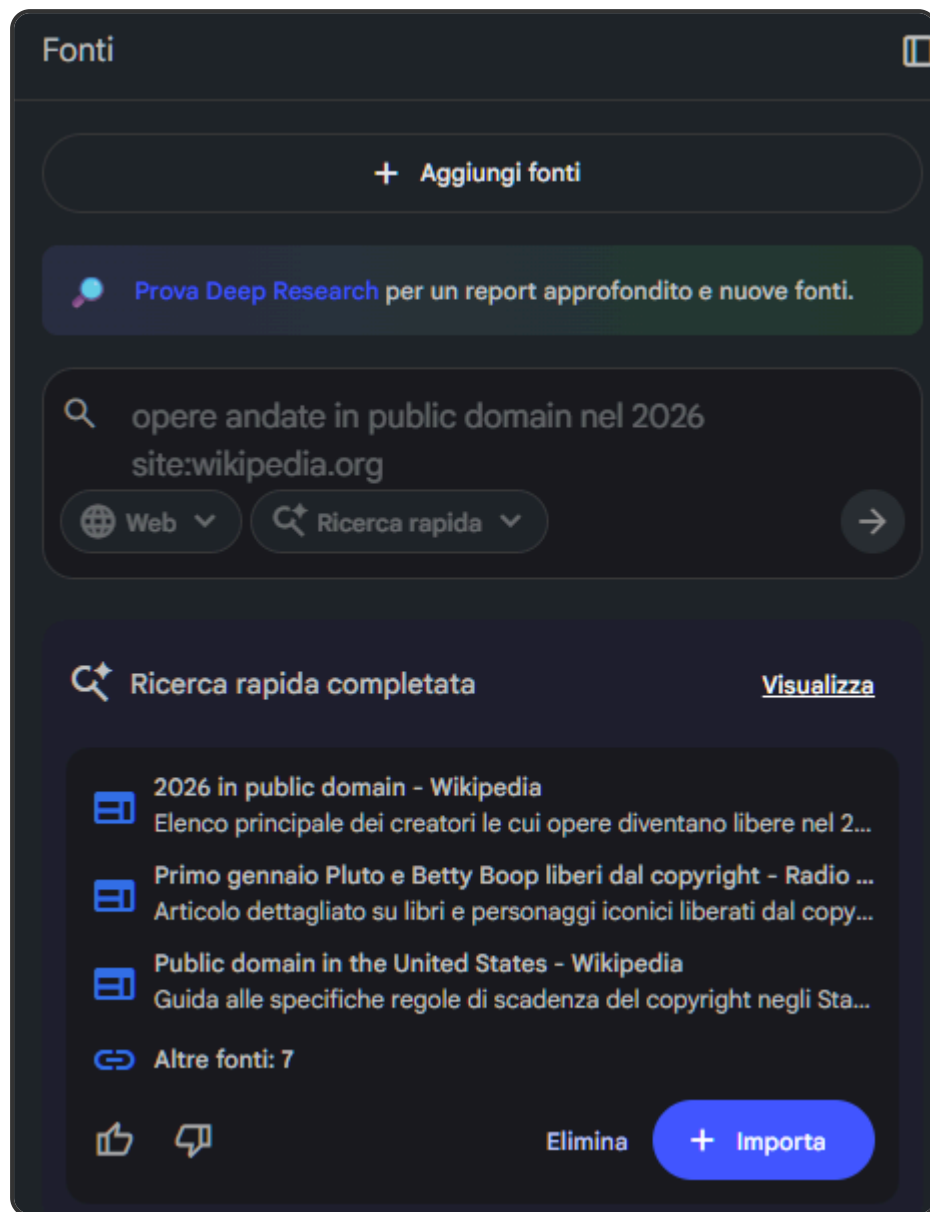 Fonti
Aggiungi fonti
Prova Deep Research per un report approfondito e nuove fonti.
opere andate in public domain nel 2026
site:wikipedia.org
Web
Ricerca rapida
Ricerca rapida completata
Visualizza
2026 in public domain - Wikipedia
Elenco principale dei creatori le cui opere diventano libere nel 2...
Primo gennaio Pluto e Betty Boop liberi dal copyright - Radio ...
Articolo dettagliato su libri e personaggi iconici liberati dal copy...
Public domain in the United States - Wikipedia
Guida alle specifiche regole di scadenza del copyright negli Sta...
Altre fonti: 7
Elimina
+ Importa